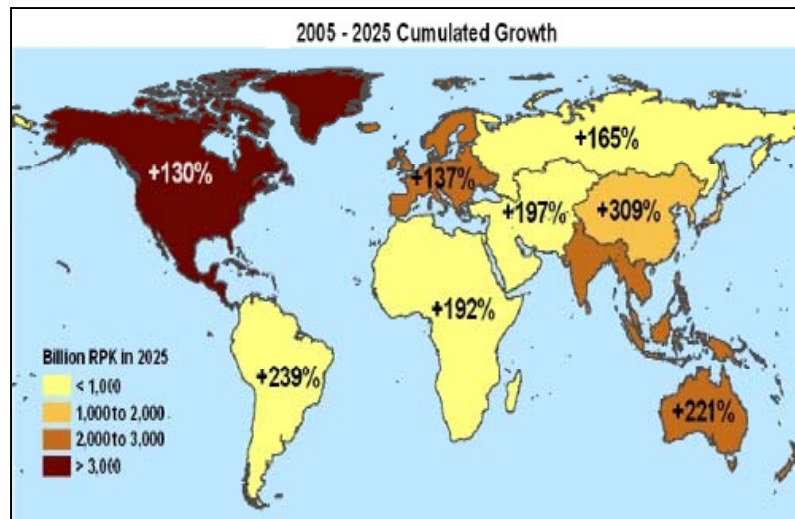 2005 - 2025 Cumulated Growth
+165%
+130%
+137%
+197%
+309%
+192%
+239%
+221%
Billion RPK in 2025
< 1,000
1,000 to 2,000
2,000 to 3,000
> 3,000